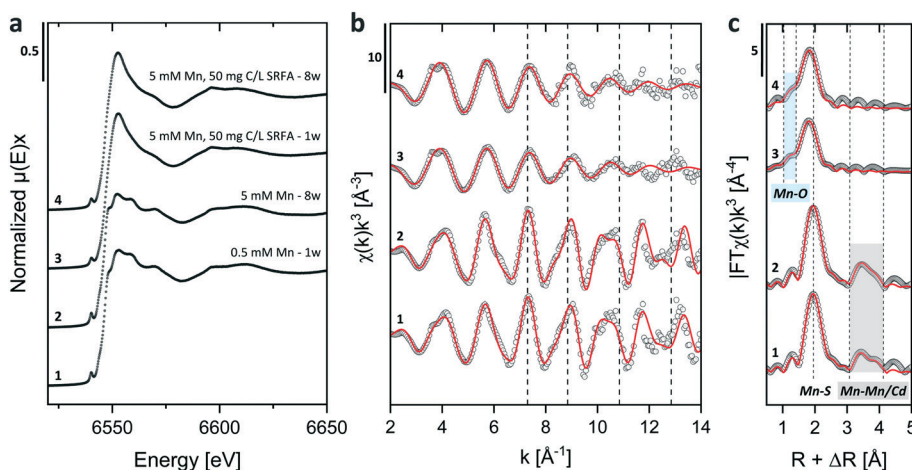 a
0.5
Normalized μ(E)x
5 mM Mn, 50 mg C/L SRFA - 8w
5 mM Mn, 50 mg C/L SRFA - 1w
4
5 mM Mn - 8w
3
0.5 mM Mn - 1w
2
1
6550
6600
6650
Energy [eV]
b
10
χ(k)k³ [Å⁻³]
4
3
2
1
2
4
6
8
10
12
14
k [Å⁻¹]
c
5
|FTχ(k)k³ [Å⁻⁴]
4
3
Mn-O
2
1
Mn-S
Mn-Mn/Cd
0
1
2
3
4
5
R + ΔR [Å]